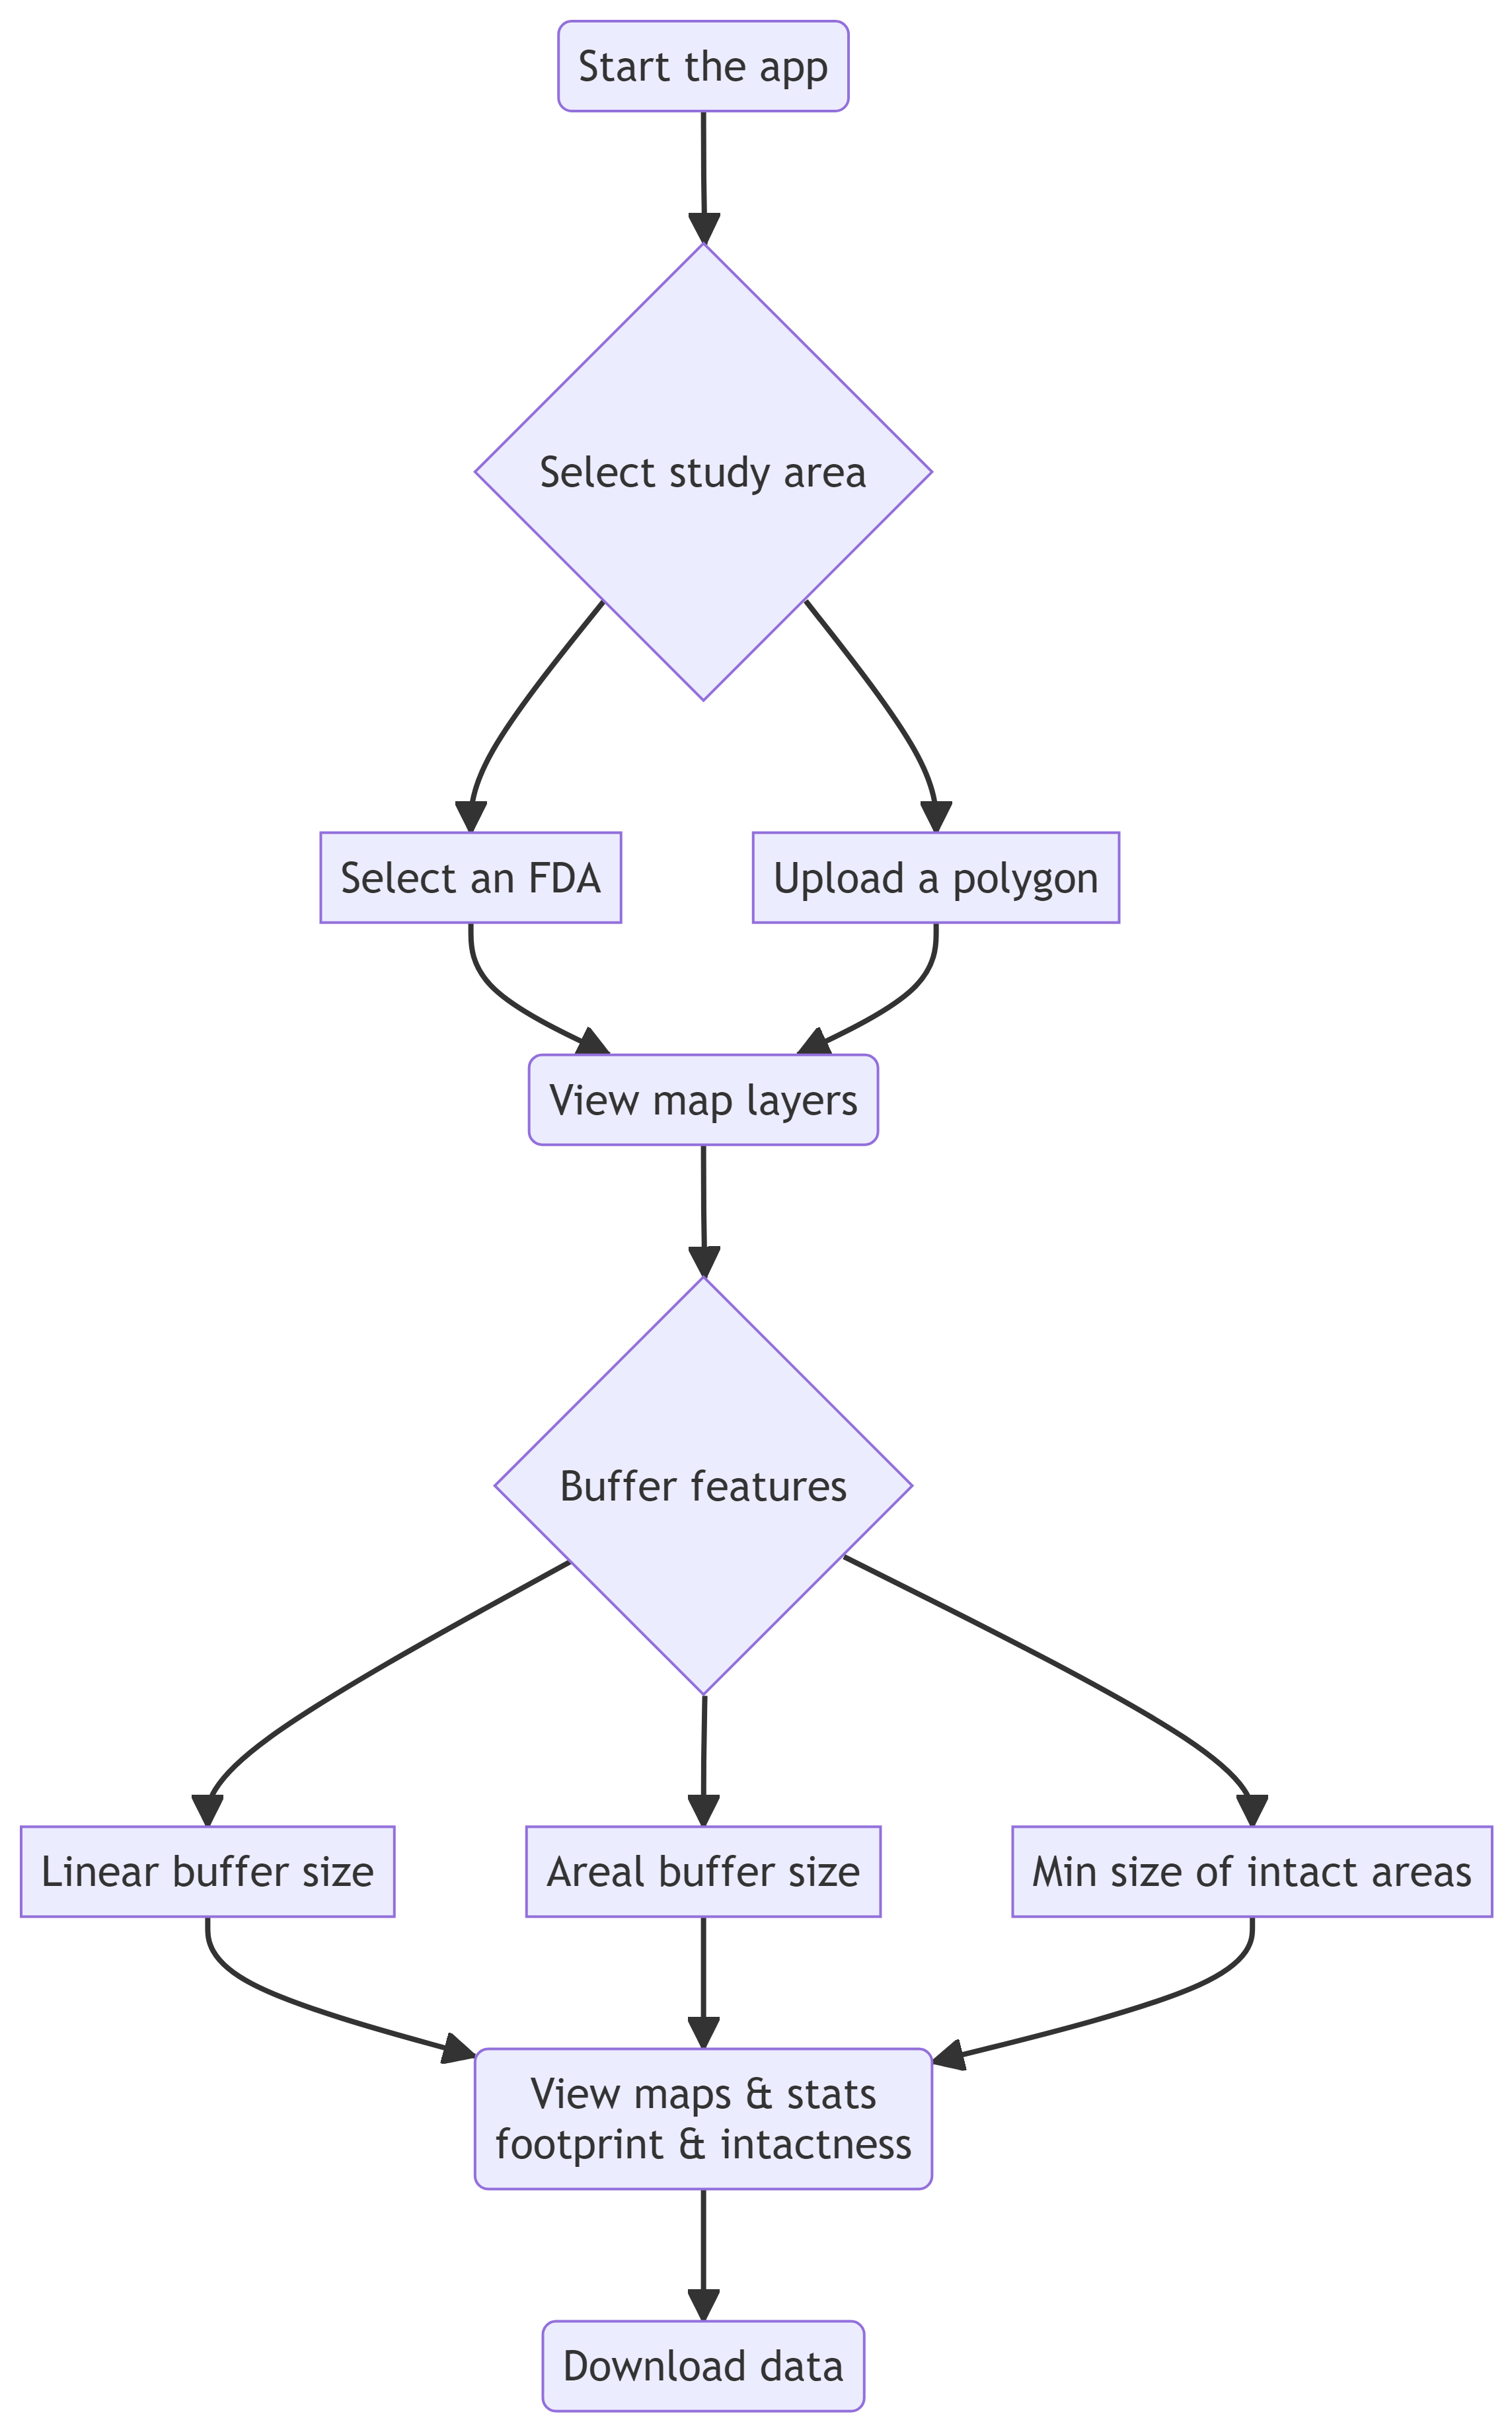 Start the app
Select study area
Select an FDA
Upload a polygon
View map layers
Buffer features
Linear buffer size
Areal buffer size
Min size of intact areas
View maps & stats
footprint & intactness
Download data